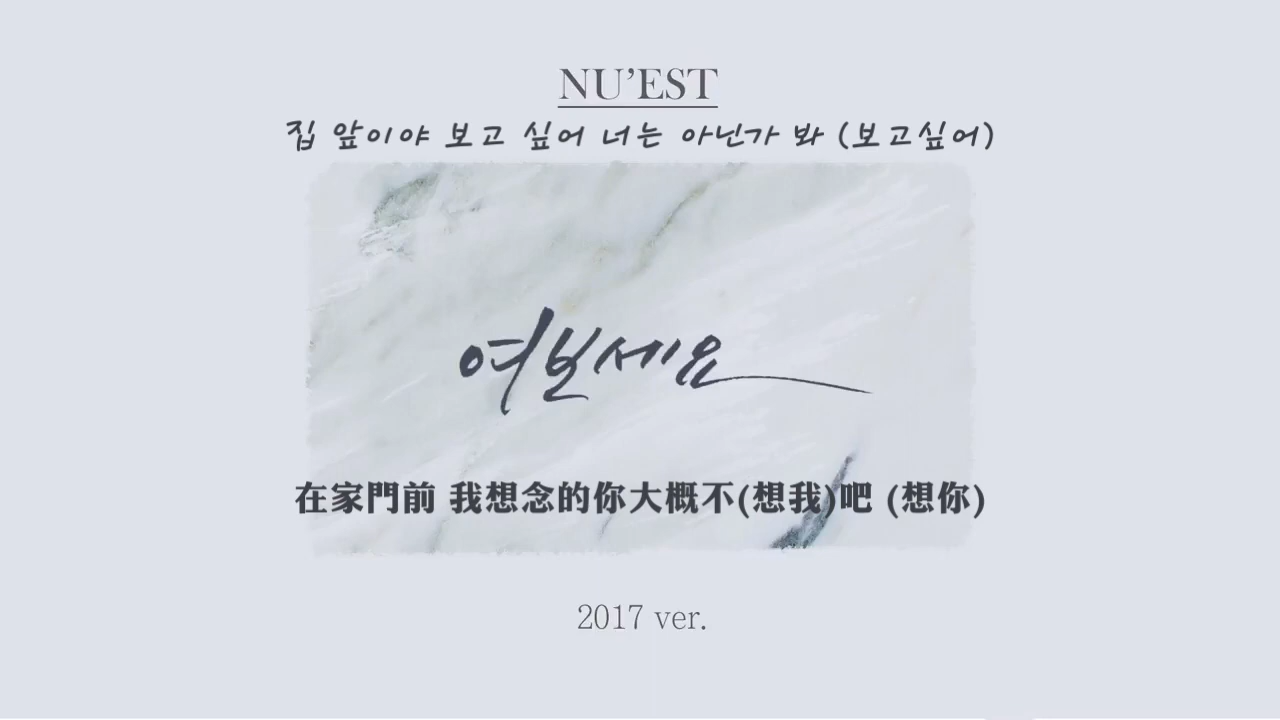 NU'EST
집 앞이야 보고 싶어 너는 아닌가 봐 (보고싶어)
여보세요
在家門前 我想念的你大概不(想我)吧 (想你)
2017 ver.